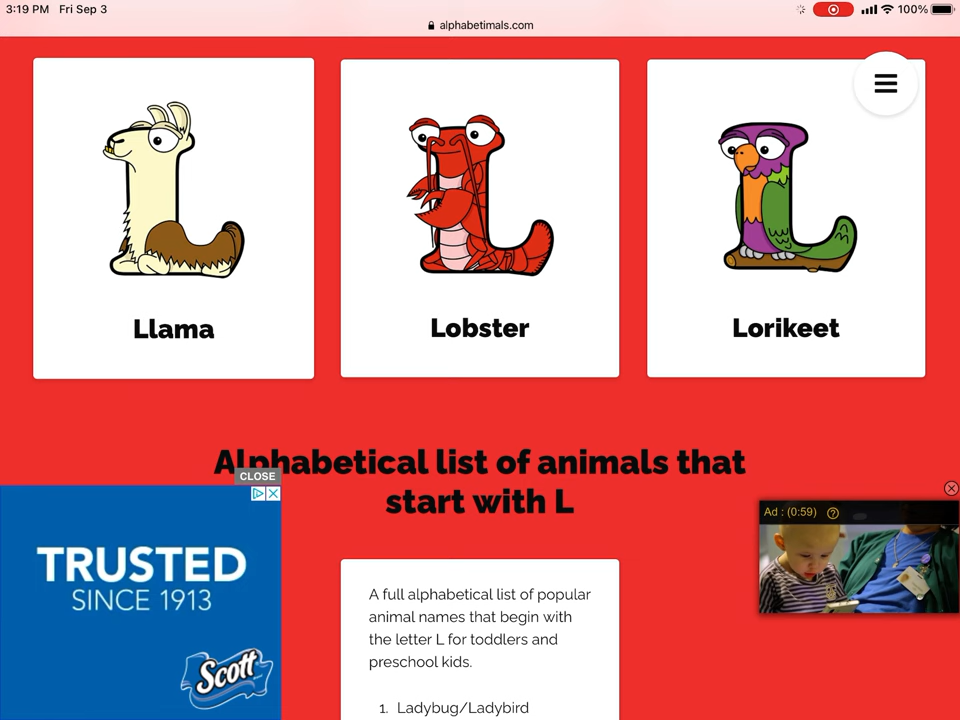 3:19 PM Fri Sep 3
100%
alphabetimals.com
Llama
Lobster
Lorikeet
Alphabetical list of animals that
start with L
CLOSE
TRUSTED
SINCE 1913
Scott
Ad : (0:59)
A full alphabetical list of popular
animal names that begin with
the letter L for toddlers and
preschool kids.
1. Ladybug/Ladybird